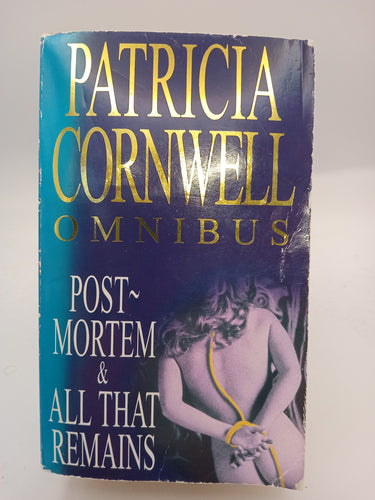 PATRICIA
CORNWELL
OMNIBUS
POST~
MORTEM
&
ALL THAT
REMAINS